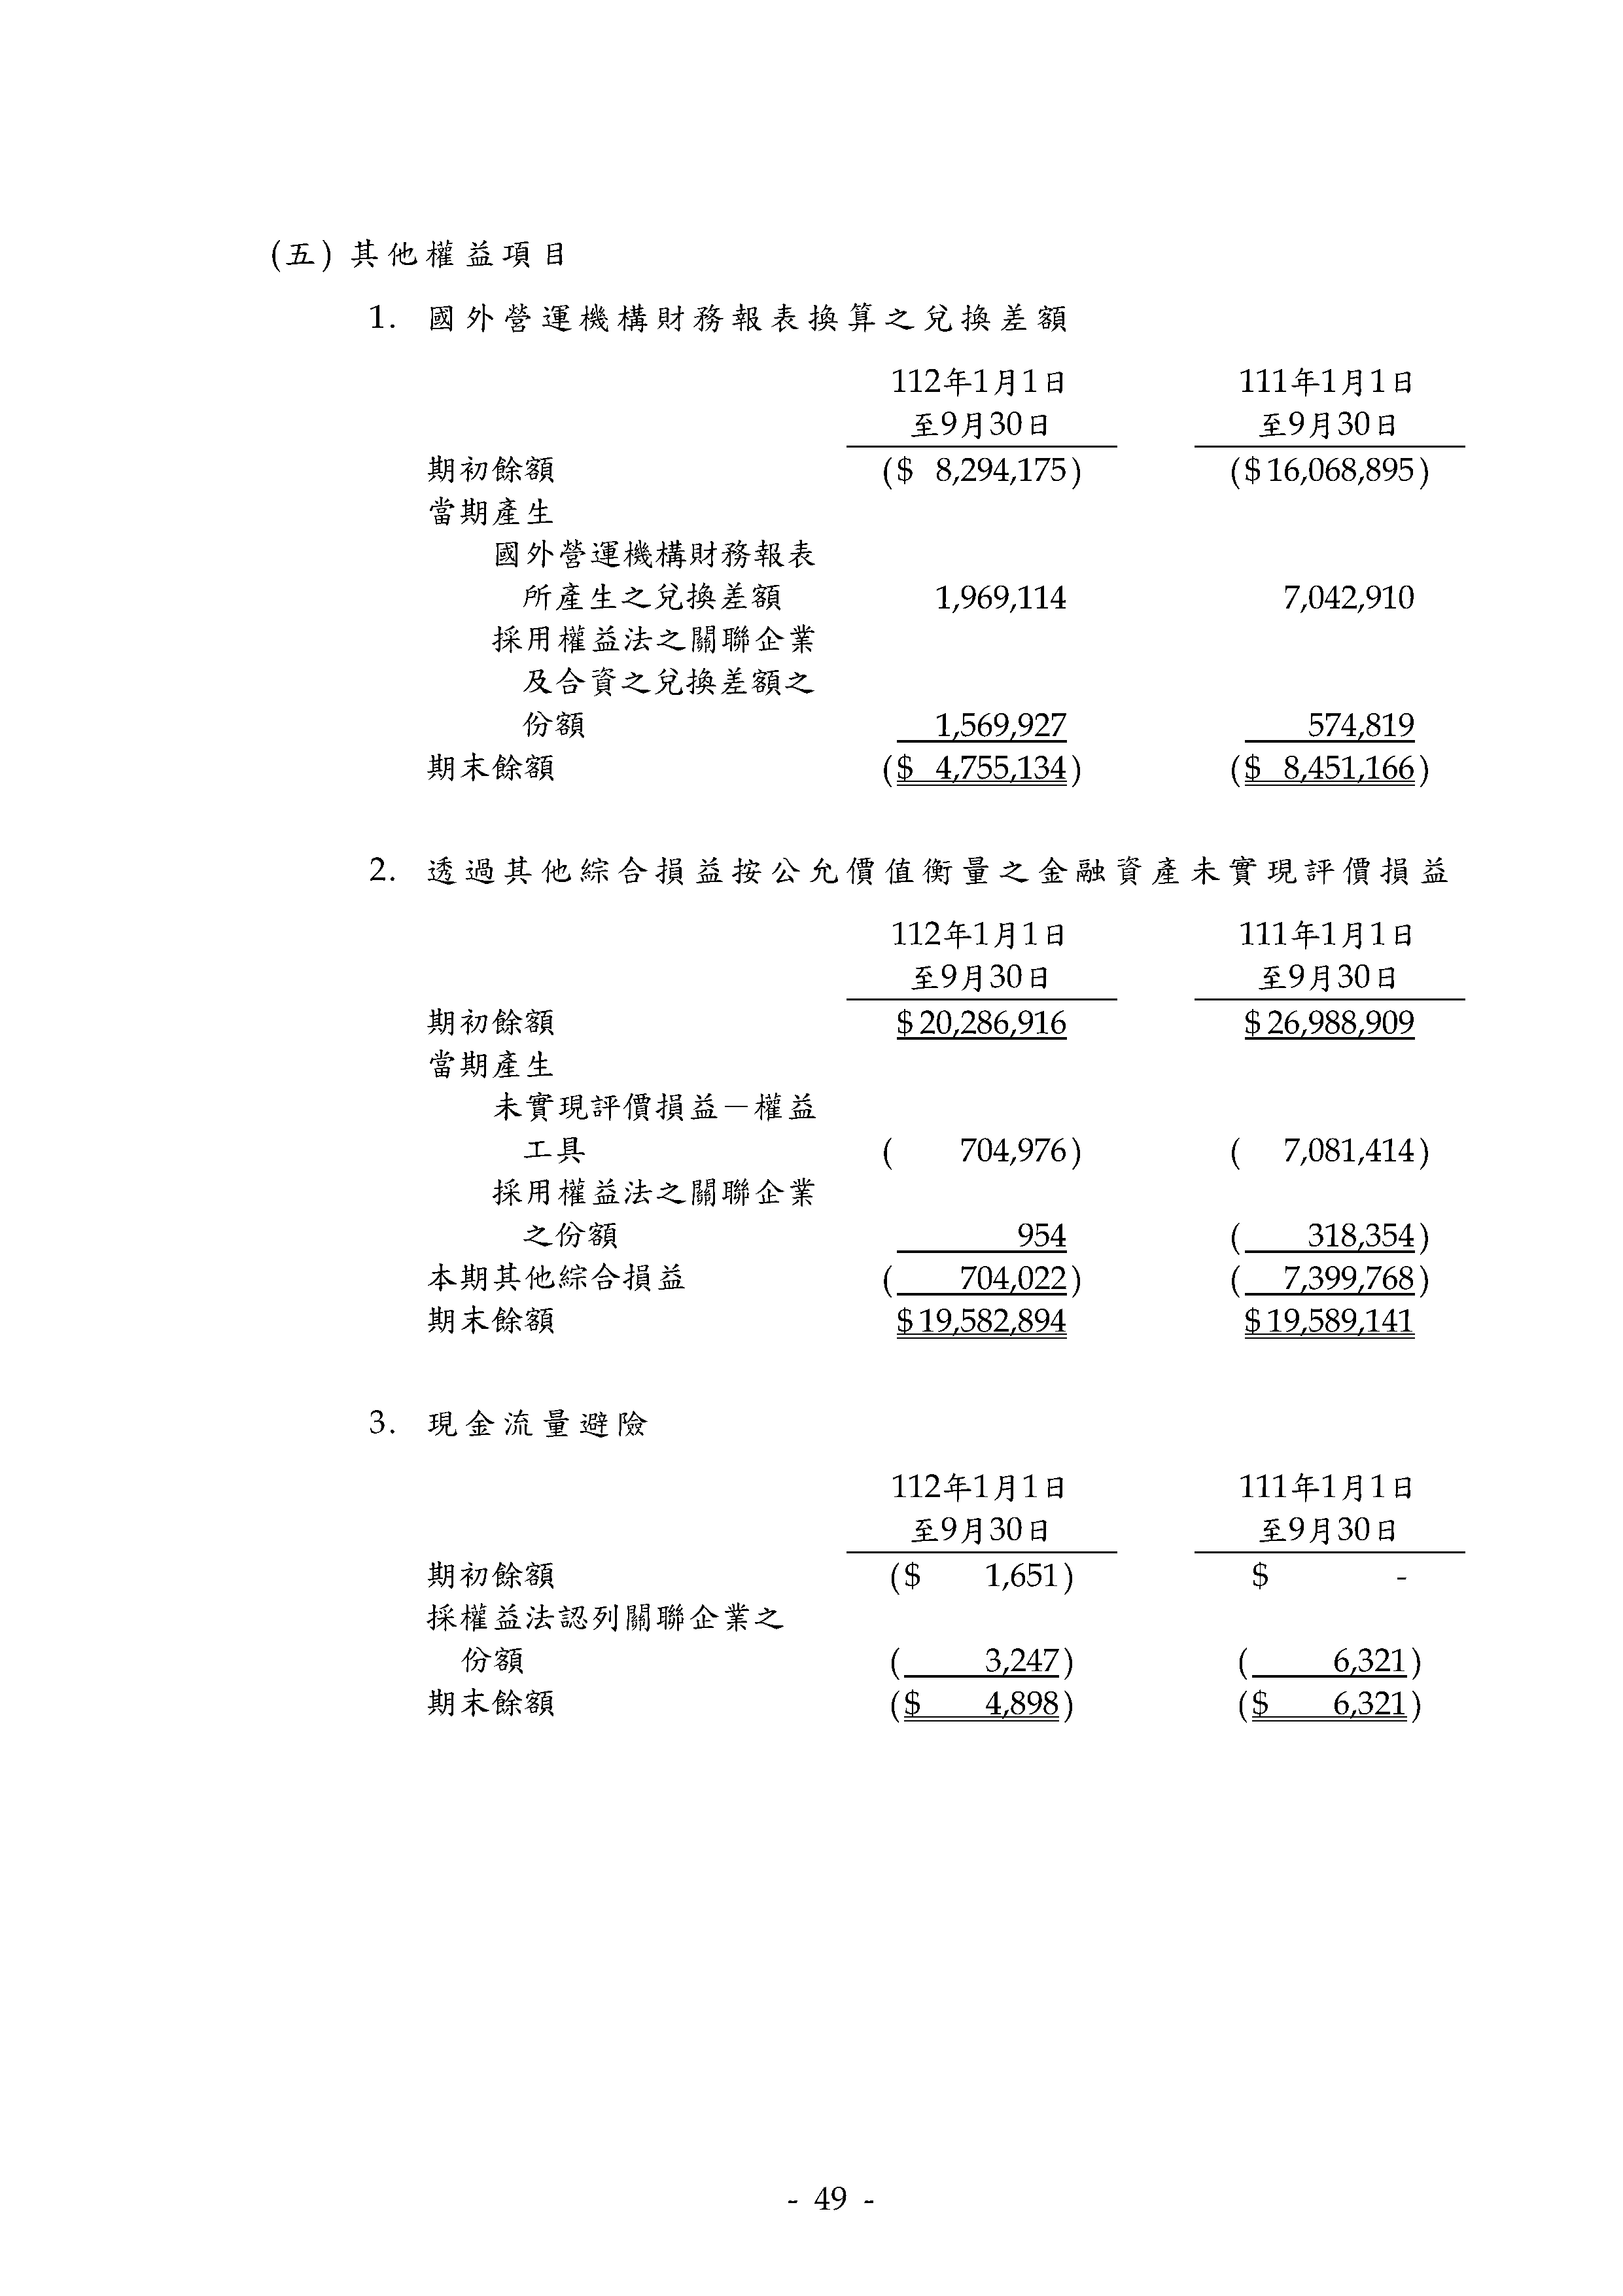 (五) 其他權益項目
1. 國外營運機構財務報表換算之兌換差額
112年1月1日 111年1月1日
至9月30日 至9月30日
期初餘額 ($ 8,294,175) ($16,068,895)
當期產生
國外營運機構財務報表
所產生之兌換差額 1,969,114 7,042,910
採用權益法之關聯企業
及合資之兌換差額之
份額 1,569,927 574,819
期末餘額 ($ 4,755,134) ($ 8,451,166)
2. 透過其他綜合損益按公允價值衡量之金融資產未實現評價損益
112年1月1日 111年1月1日
至9月30日 至9月30日
期初餘額 $20,286,916 $26,988,909
當期產生
未實現評價損益－權益
工具 ( 704,976) ( 7,081,414)
採用權益法之關聯企業
之份額 954 ( 318,354)
本期其他綜合損益 ( 704,022) ( 7,399,768)
期末餘額 $19,582,894 $19,589,141
3. 現金流量避險
112年1月1日 111年1月1日
至9月30日 至9月30日
期初餘額 ($ 1,651) $ -
採權益法認列關聯企業之
份額 ( 3,247) ( 6,321)
期末餘額 ($ 4,898) ($ 6,321)
- 49 -